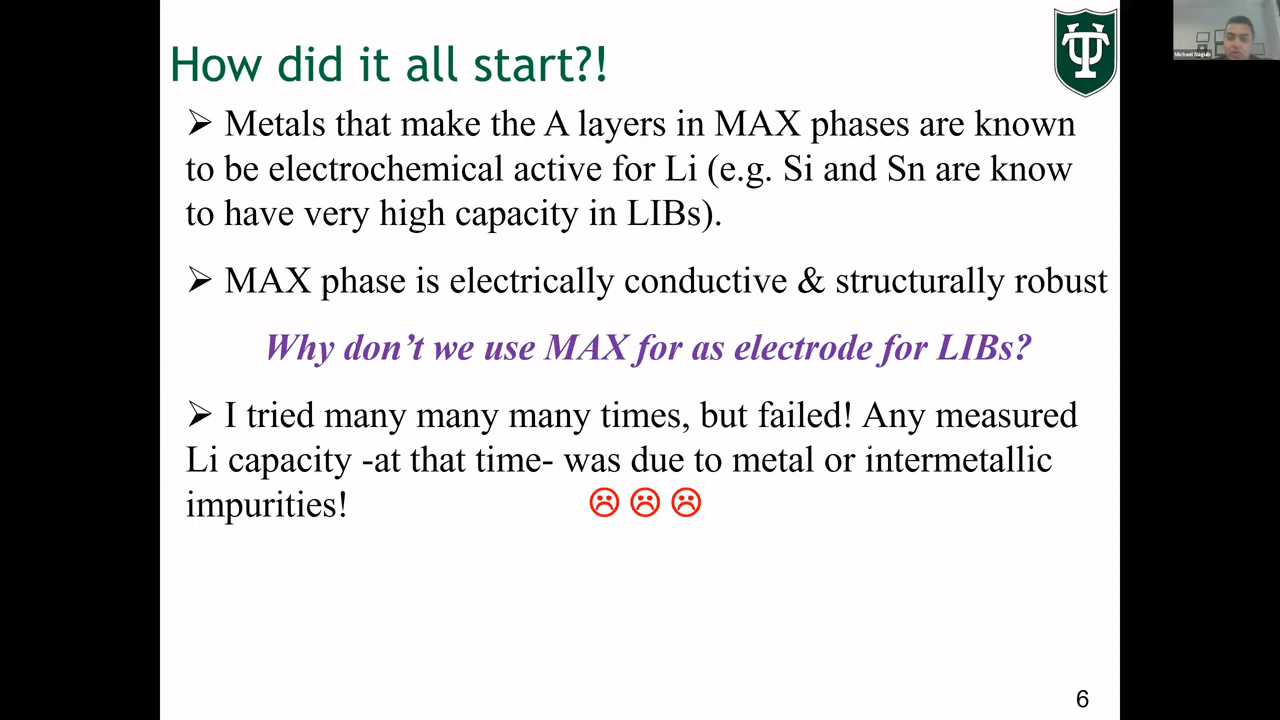 How did it all start?!
Michael Naguib
➢ Metals that make the A layers in MAX phases are known
to be electrochemical active for Li (e.g. Si and Sn are know
to have very high capacity in LIBs).
➢ MAX phase is electrically conductive & structurally robust
Why don’t we use MAX for as electrode for LIBs?
➢ I tried many many many times, but failed! Any measured
Li capacity -at that time- was due to metal or intermetallic
impurities! ☹ ☹ ☹
6